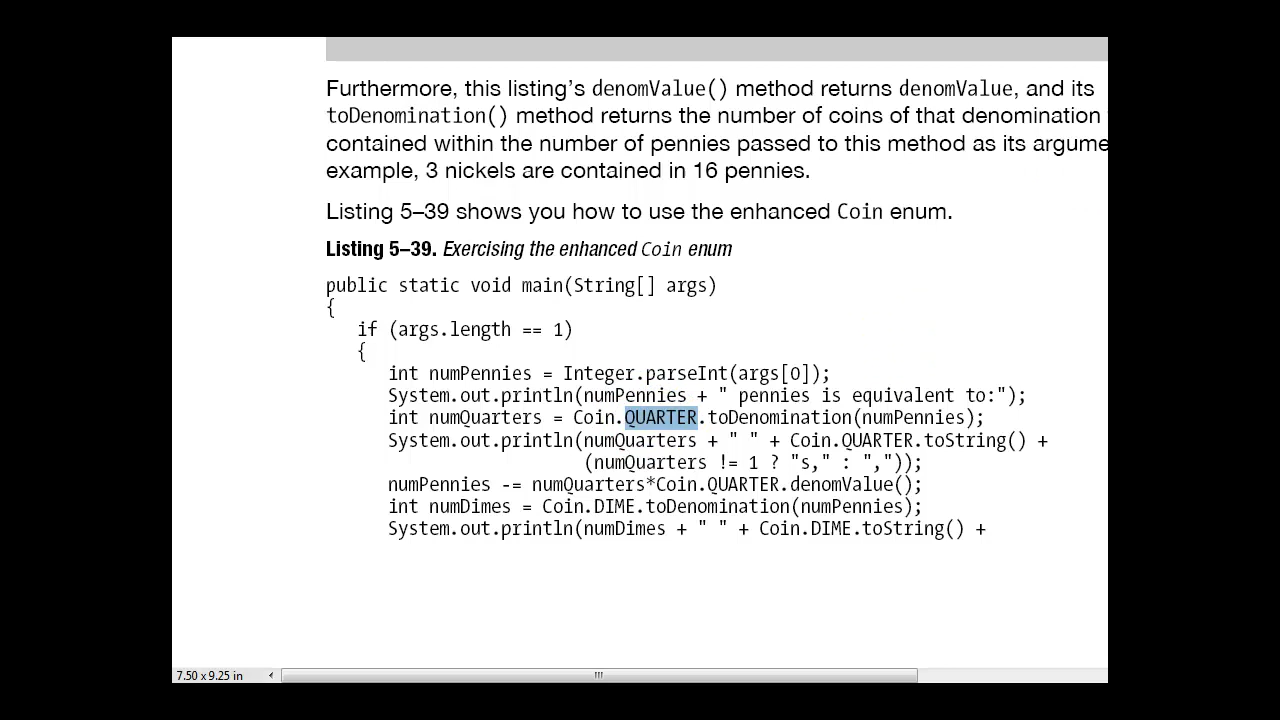 Furthermore, this listing's denomValue() method returns denomValue, and its
toDenomination() method returns the number of coins of that denomination
contained within the number of pennies passed to this method as its
example, 3 nickels are contained in 16 pennies.
Listing 5–39 shows you how to use the enhanced Coin enum.
Listing 5–39. Exercising the enhanced Coin enum
public static void main(String[] args)
{
if (args.length == 1)
{
int numPennies = Integer.parseInt(args[0]);
System.out.println(numPennies + " pennies is equivalent to:");
int numQuarters = Coin.QUARTER.toDenomination(numPennies);
System.out.println(numQuarters + " " + Coin.QUARTER.toString() +
(numQuarters != 1 ? "s," : ","));
numPennies -= numQuarters*Coin.QUARTER.denomValue();
int numDimes = Coin.DIME.toDenomination(numPennies);
System.out.println(numDimes + " " + Coin.DIME.toString() +
7.50 x 9.25 in